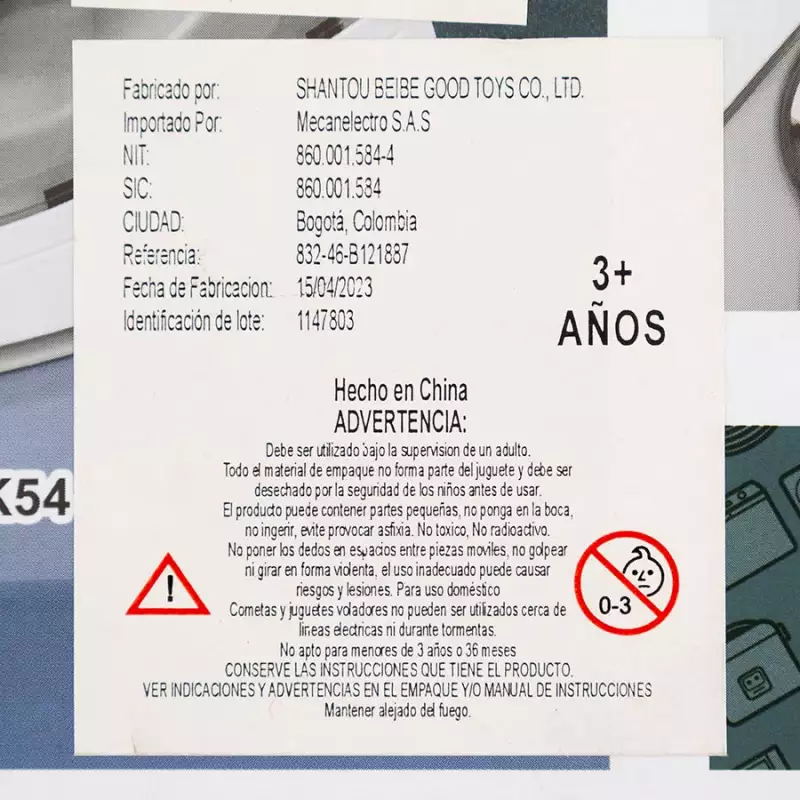 Fabricado por: SHANTOU BEIBE GOOD TOYS CO., LTD.
Importado Por: Mecanelectro S.A.S
NIT: 860.001.584-4
SIC: 860.001.584
CIUDAD: Bogotá, Colombia
Referencia: 832-46-B121887
Fecha de Fabricacion: 15/04/2023
Identificación de lote: 1147803
3+
AÑOS
Hecho en China
ADVERTENCIA:
Debe ser utilizado bajo la supervision de un adulto.
Todo el material de empaque no forma parte del juguete y debe ser
desechado por la seguridad de los niños antes de usar.
El producto puede contener partes pequeñas, no ponga en la boca,
no ingerir, evite provocar asfixia. No toxico, No radioactivo.
No poner los dedos en espacios entre piezas moviles, no golpear
ni girar en forma violenta, el uso inadecuado puede causar
riesgos y lesiones. Para uso doméstico
Cometas y juguetes voladores no pueden ser utilizados cerca de
lineas electricas ni durante tormentas.
No apto para menores de 3 años o 36 meses
CONSERVE LAS INSTRUCCIONES QUE TIENE EL PRODUCTO.
VER INDICACIONES Y ADVERTENCIAS EN EL EMPAQUE Y/O MANUAL DE INSTRUCCIONES
Mantener alejado del fuego.
!
0-3
K54